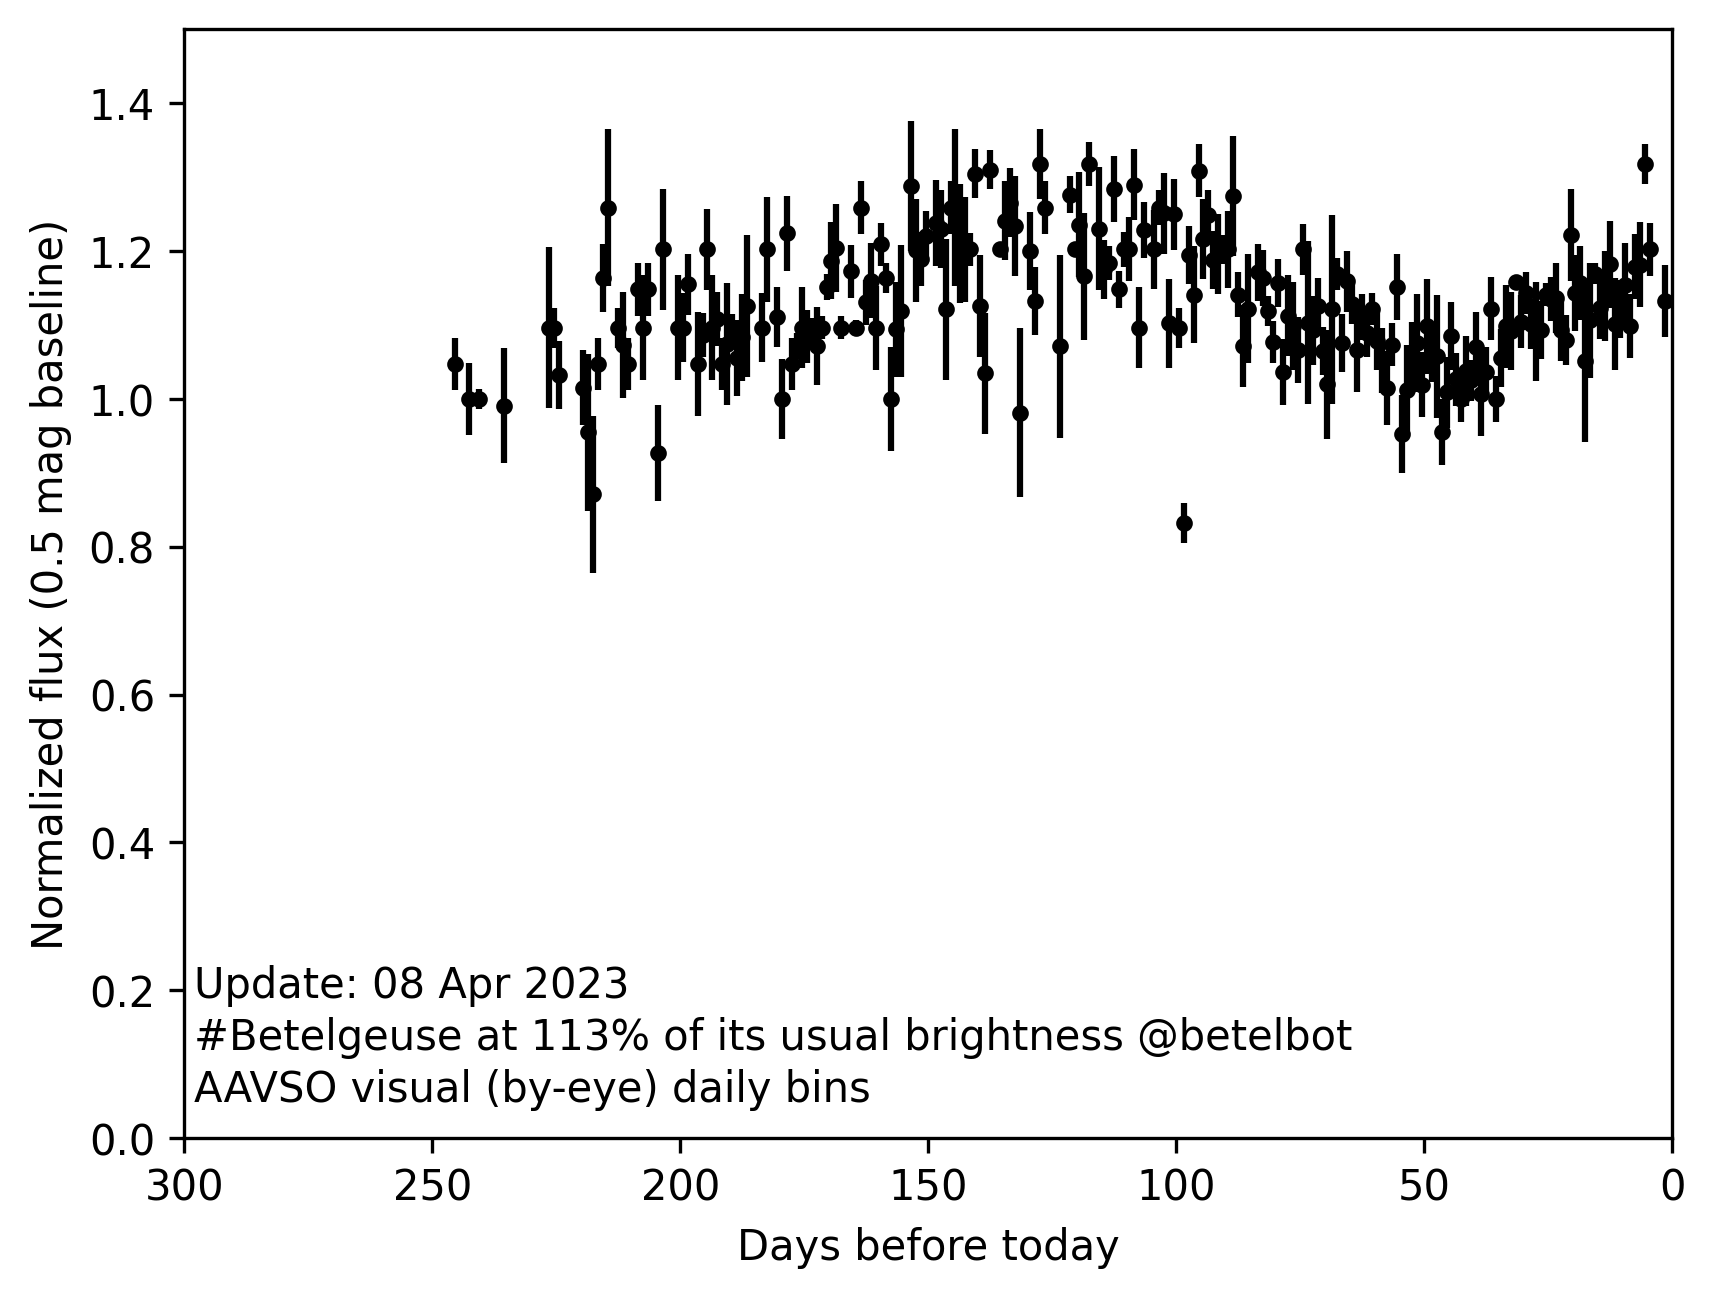 1.4
1.2
1.0
0.8
0.6
0.4
0.2
0.0
Normalized flux (0.5 mag baseline)
Update: 08 Apr 2023
#Betelgeuse at 113% of its usual brightness @betelbot
AAVSO visual (by-eye) daily bins
300 250 200 150 100 50 0
Days before today